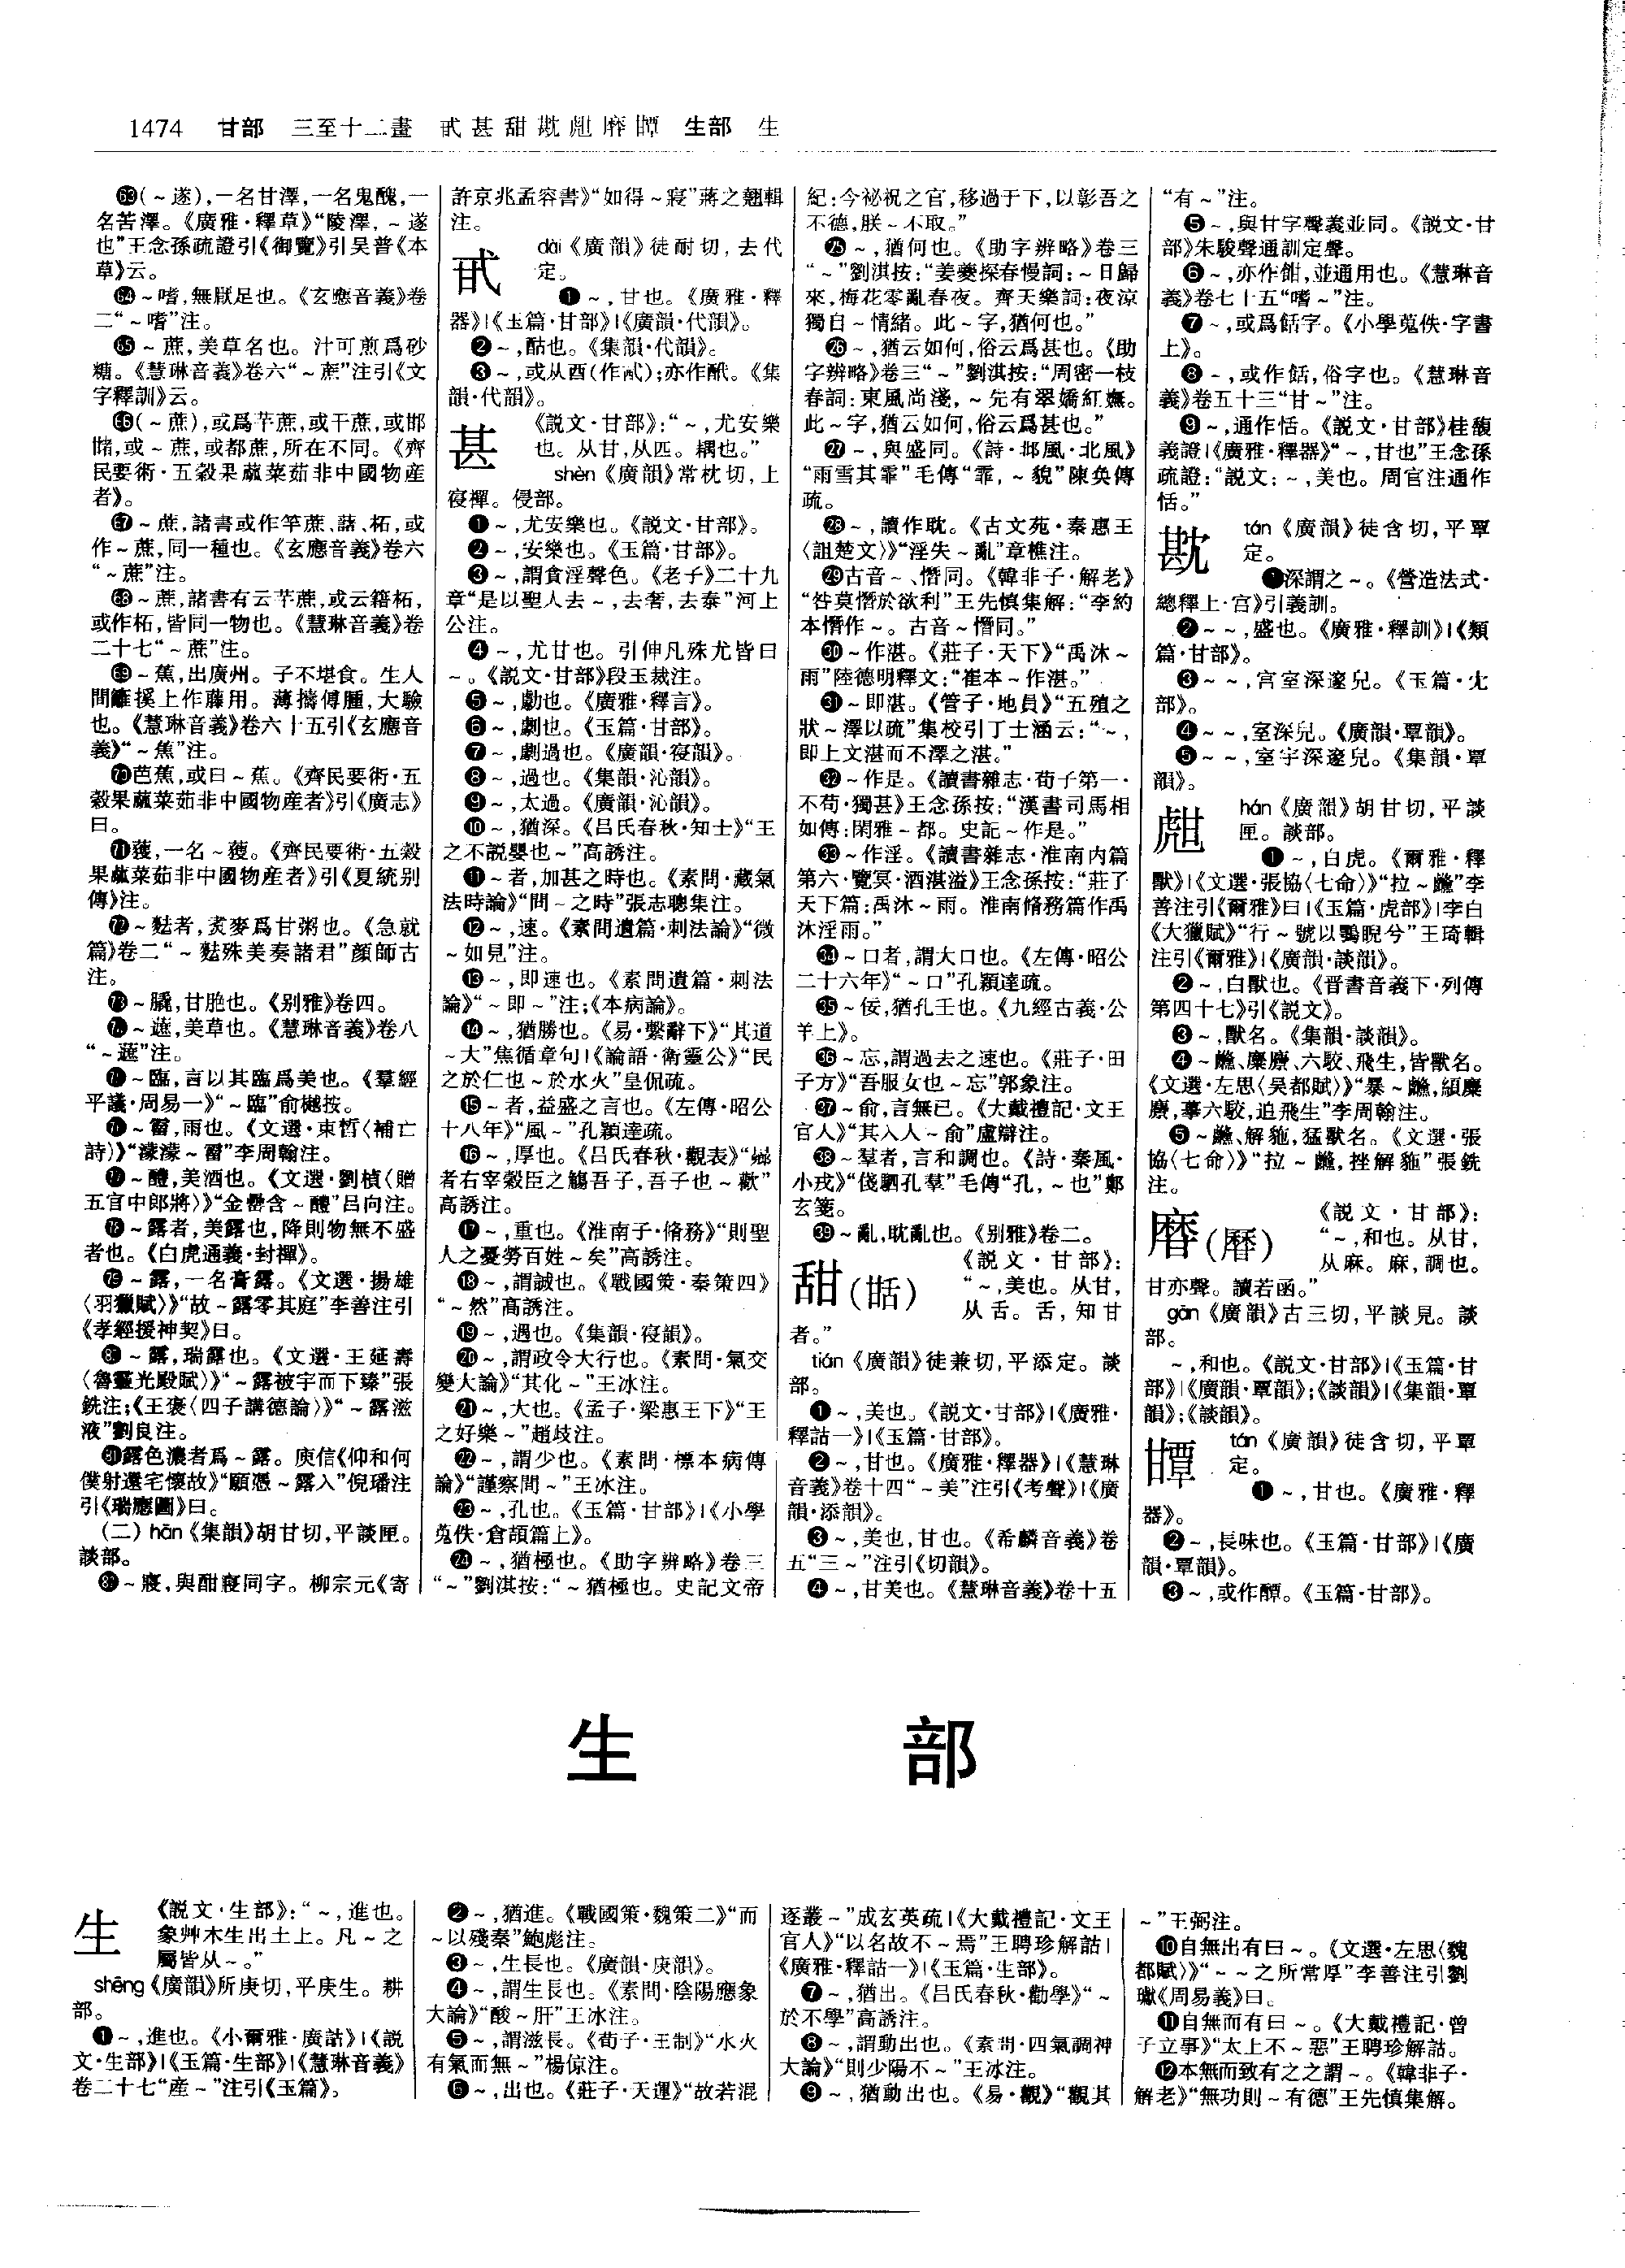 1474 甘部 三至十二畫 甙甚甜㽎甝𤯍𤯐 生部 生
㊿(~遂),一名甘澤,一名鬼醜,一
名苦澤。《廣雅·釋草》“陵澤,~遂
也”王念孫疏證引《御覽》引吴普《本
草》云。
~嗜,無厭足也。《玄應音義》卷
二“~嗜”注。
~蔗,美草名也。汁可煎爲砂
糖。《慧琳音義》卷六“~蔗”注引《文
字釋訓》云。
(~蔗),或爲芉蔗,或干蔗,或邯
䐗,或~蔗,或都蔗,所在不同。《齊
民要術·五穀果蓏菜茹非中國物産
者》。
~蔗,諸書或作竿蔗、䃴、柘,或
作~蔗,同一種也。《玄應音義》卷六
“~蔗”注。
~蔗,諸書有云芉蔗,或云籍柘,
或作柘,皆同一物也。《慧琳音義》卷
二十七“~蔗”注。
~蕉,出廣州。子不堪食。生人
間籬援上作藤用。薄擣傅腫,大驗
也。《慧琳音義》卷六十五引《玄應音
義》“~蕉”注。
芭蕉,或曰~蕉。《齊民要術·五
穀果蓏菜茹非中國物産者》引《廣志》
曰。
蘰,一名~蘰。《齊民要術·五穀
果蓏菜茹非中國物産者》引《夏統别
傳》注。
~麮者,煑麥爲甘粥也。《急就
篇》卷二“~麮殊美奏諸君”顔師古
注。
~膬,甘脆也。《别雅》卷四。
~蔗,美草也。《慧琳音義》卷八
“~蔗”注。
~臨,言以其臨爲美也。《羣經
平議·周易一》“~臨”俞樾按。
~霤,雨也。《文選·束晳〈補亡
詩〉》“濛濛~霤”李周翰注。
~醴,美酒也。《文選·劉楨〈贈
五官中郎將〉》“金罍含~醴”吕向注。
~露者,美露也,降則物無不盛
者也。《白虎通義·封禪》。
~露,一名膏露。《文選·揚雄
〈羽獵賦〉》“故~露零其庭”李善注引
《孝經援神契》曰。
~露,瑞露也。《文選·王延壽
〈魯靈光殿賦〉》“~露被宇而下臻”張
銑注;《王褒〈四子講德論〉》“~露滋
液”劉良注。
露色濃者爲~露。庾信《仰和何
僕射還宅懷故》“願憑~露入”倪璠注
引《瑞應圖》曰。
(二)hān《集韻》胡甘切,平談匣。
談部。
~寢,與酣寢同字。柳宗元《寄
許京兆孟容書》“如得~寢”蔣之翹輯
注。
甙
dài《廣韻》徒耐切,去代
定。
❶~,甘也。《廣雅·釋
器》|《玉篇·甘部》|《廣韻·代韻》。
❷~,酤也。《集韻·代韻》。
❸~,或从酉(作酨);亦作酖。《集
韻·代韻》。
甚
《説文·甘部》:“~,尤安樂
也。从甘,从匹。耦也。”
shèn《廣韻》常枕切,上
寑禪。侵部。
❶~,尤安樂也。《説文·甘部》。
❷~,安樂也。《玉篇·甘部》。
❸~,謂貪淫聲色。《老子》二十九
章“是以聖人去~,去奢,去泰”河上
公注。
❹~,尤甘也。引伸凡殊尤皆曰
~。《説文·甘部》段玉裁注。
❺~,勮也。《廣雅·釋言》。
❻~,劇也。《玉篇·甘部》。
❼~,劇過也。《廣韻·寑韻》。
❽~,過也。《集韻·沁韻》。
❾~,太過。《廣韻·沁韻》。
❿~,猶深。《吕氏春秋·知士》“王
之不説嬰也~”高誘注。
⓫~者,加甚之時也。《素問·藏氣
法時論》“間~之時”張志聰集注。
⓬~,速。《素問遺篇·刺法論》“微
~如見”注。
⓭~,即速也。《素問遺篇·刺法
論》“~即~”注;《本病論》。
⓮~,猶勝也。《易·繫辭下》“其道
~大”焦循章句|《論語·衛靈公》“民
之於仁也~於水火”皇侃疏。
⓯~者,益盛之言也。《左傳·昭公
十八年》“風~”孔穎達疏。
⓰~,厚也。《吕氏春秋·觀表》“曏
者右宰榖臣之觴吾子,吾子也~歡”
高誘注。
⓱~,重也。《淮南子·脩務》“則聖
人之憂勞百姓~矣”高誘注。
⓲~,謂誠也。《戰國策·秦策四》
“~然”高誘注。
⓳~,過也。《集韻·寑韻》。
⓴~,謂政令大行也。《素問·氣交
變大論》“其化~”王冰注。
㉑~,大也。《孟子·梁惠王下》“王
之好樂~”趙歧注。
㉒~,謂少也。《素問·標本病傳
論》“謹察間~”王冰注。
㉓~,孔也。《玉篇·甘部》|《小學
蒐佚·倉頡篇上》。
㉔~,猶極也。《助字辨略》卷三
“~”劉淇按:“~猶極也。史記文帝
紀:今祕祝之官,移過于下,以彰吾之
不德,朕~不取。”
㉕~,猶何也。《助字辨略》卷三
“~”劉淇按:“姜夔探春慢詞:~日歸
來,梅花零亂春夜。齊天樂詞:夜涼
獨自~情緒。此~字,猶何也。”
㉖~,猶云如何,俗云爲甚也。《助
字辨略》卷三“~”劉淇按:“周密一枝
春詞:東風尚淺,~先有翠嬌紅嫵。
此~字,猶云如何,俗云爲甚也。”
㉗~,與盛同。《詩·邶風·北風》
“雨雪其霏”毛傳“霏,~貌”陳奂傳
疏。
㉘~,讀作耽。《古文苑·秦惠王
〈詛楚文〉》“淫失~亂”章樵注。
㉙古音~、憯同。《韓非子·解老》
“咎莫憯於欲利”王先慎集解:“李約
本憯作~。古音~憯同。”
㉚~作湛。《莊子·天下》“禹沐~
雨”陸德明釋文:“崔本~作湛。”
㉛~即湛。《管子·地員》“五殖之
狀~澤以疏”集校引丁士涵云:“~,
即上文湛而不澤之湛。”
㉜~作是。《讀書雜志·荀子第一·
不苟·獨甚》王念孫按:“漢書司馬相
如傳:閑雅~都。史記~作是。”
㉝~作淫。《讀書雜志·淮南内篇
第六·覽冥·酒湛溢》王念孫按:“莊子
天下篇:禹沐~雨。淮南脩務篇作禹
沐淫雨。”
㉞~口者,謂大口也。《左傳·昭公
二十六年》“~口”孔穎達疏。
㉟~佞,猶孔壬也。《九經古義·公
羊上》。
㊱~忘,謂過去之速也。《莊子·田
子方》“吾服女也~忘”郭象注。
㊲~俞,言無已。《大戴禮記·文王
官人》“其入人~俞”盧辯注。
㊳~羣者,言和調也。《詩·秦風·
小戎》“俴駟孔羣”毛傳“孔,~也”鄭
玄箋。
㊴~亂,耽亂也。《别雅》卷二。
甜(𤯅)
《説文·甘部》:
“~,美也。从甘,
从舌。舌,知甘
者。”
tián《廣韻》徒兼切,平添定。談
部。
❶~,美也。《説文·甘部》|《廣雅·
釋詁一》|《玉篇·甘部》。
❷~,甘也。《廣雅·釋器》|《慧琳
音義》卷十四“~美”注引《考聲》|《廣
韻·添韻》。
❸~,美也,甘也。《希麟音義》卷
五“三~”注引《切韻》。
❹~,甘美也。《慧琳音義》卷十五
“有~”注。
❺~,與甘字聲義並同。《説文·甘
部》朱駿聲通訓定聲。
❻~,亦作䤴,並通用也。《慧琳音
義》卷七十五“嗜~”注。
❼~,或爲餂字。《小學蒐佚·字書
上》。
❽~,或作餂,俗字也。《慧琳音
義》卷五十三“甘~”注。
❾~,通作恬。《説文·甘部》桂馥
義證|《廣雅·釋器》“~,甘也”王念孫
疏證:“説文:~,美也。周官注通作
恬。”
tán《廣韻》徒含切,平覃
定。
❶深謂之~。《營造法式·
總釋上·宫》引義訓。
❷~~,盛也。《廣雅·釋訓》|《類
篇·甘部》。
❸~~,宫室深邃皃。《玉篇·尢
部》。
❹~~,室深皃。《廣韻·覃韻》。
❺~~,室宇深邃皃。《集韻·覃
韻》。
甝
hán《廣韻》胡甘切,平談
匣。談部。
❶~,白虎。《爾雅·釋
獸》|《文選·張協〈七命〉》“拉~虪”李
善注引《爾雅》曰|《玉篇·虎部》|李白
《大獵賦》“行~號以鶚睨兮”王琦輯
注引《爾雅》|《廣韻·談韻》。
❷~,白獸也。《晉書音義下·列傳
第四十七》引《説文》。
❸~,獸名。《集韻·談韻》。
❹~虪、麋麖、六駮、飛生,皆獸名。
《文選·左思〈吴都賦〉》“暴~虪,䫅麋
麖,驀六駮,追飛生”李周翰注。
❺~虪、解豸,猛獸名。《文選·張
協〈七命〉》“拉~虪,挫解豸”張銑
注。
(曆)
《説文·甘部》:
“~,和也。从甘,
从麻。麻,調也。
甘亦聲。讀若函。”
gān《廣韻》古三切,平談見。談
部。
~,和也。《説文·甘部》|《玉篇·甘
部》|《廣韻·覃韻》;《談韻》|《集韻·覃
韻》;《談韻》。
tán《廣韻》徒含切,平覃
定。
❶~,甘也。《廣雅·釋
器》。
❷~,長味也。《玉篇·甘部》|《廣
韻·覃韻》。
❸~,或作醰。《玉篇·甘部》。
生部
生
《説文·生部》:“~,進也。
象艸木生出土上。凡~之
屬皆从~。”
shēng《廣韻》所庚切,平庚生。耕
部。
❶~,進也。《小爾雅·廣詁》|《説
文·生部》|《玉篇·生部》|《慧琳音義》
卷二十七“産~”注引《玉篇》。
❷~,猶進。《戰國策·魏策二》“而
~以殘秦”鮑彪注。
❸~,生長也。《廣韻·庚韻》。
❹~,謂生長也。《素問·陰陽應象
大論》“酸~肝”王冰注。
❺~,謂滋長。《荀子·王制》“水火
有氣而無~”楊倞注。
❻~,出也。《莊子·天運》“故若混
逐叢~”成玄英疏|《大戴禮記·文王
官人》“以名故不~焉”王聘珍解詁|
《廣雅·釋詁一》|《玉篇·生部》。
❼~,猶出。《吕氏春秋·勸學》“~
於不學”高誘注。
❽~,謂動出也。《素問·四氣調神
大論》“則少陽不~”王冰注。
❾~,猶動出也。《易·觀》“觀其
~”王弼注。
❿自無出有曰~。《文選·左思〈魏
都賦〉》“~~之所常厚”李善注引劉
瓛《周易義》曰。
⓫自無而有曰~。《大戴禮記·曾
子立事》“太上不~惡”王聘珍解詁。
⓬本無而致有之之謂~。《韓非子·
解老》“無功則~有德”王先慎集解。